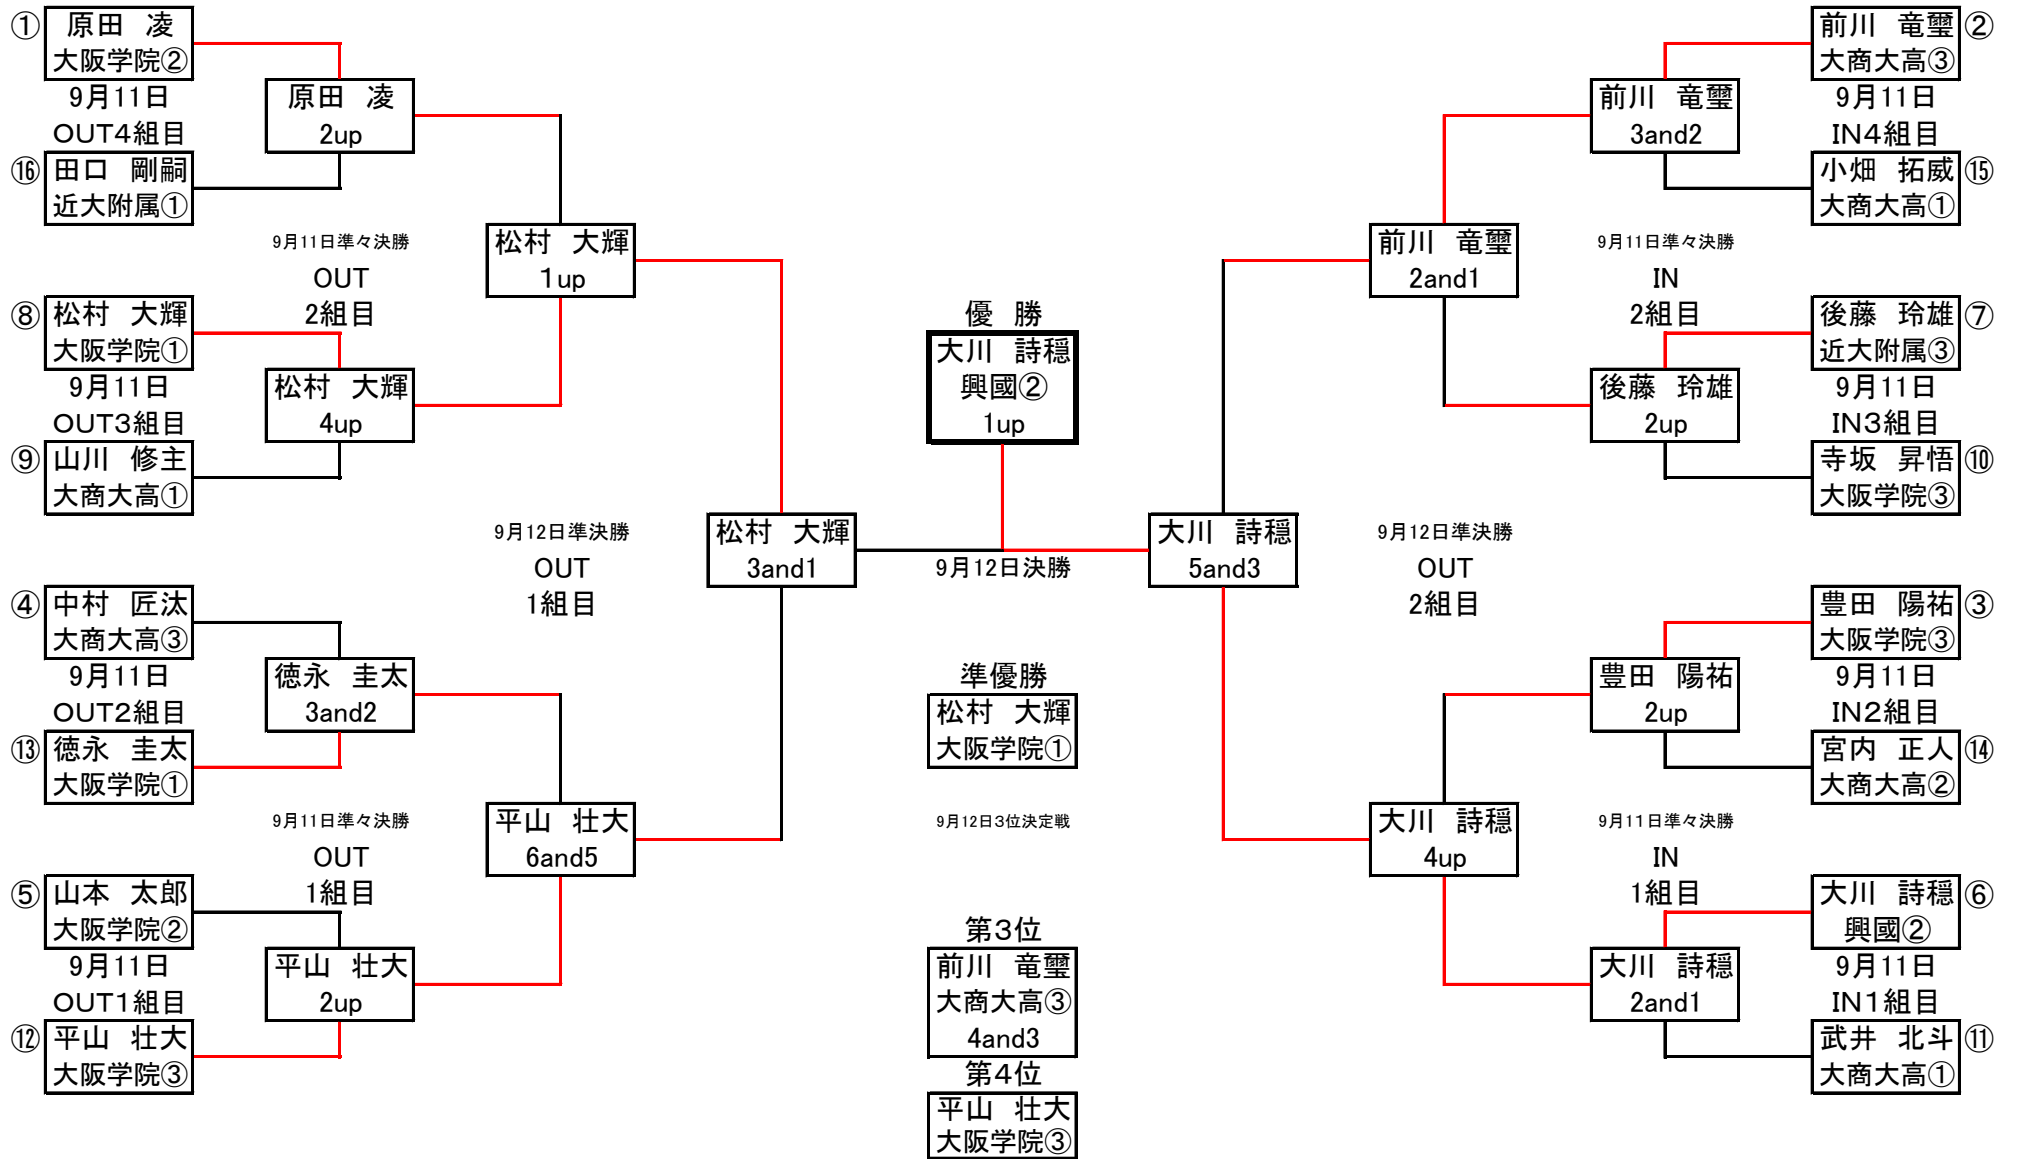 ①
原田 凌
大阪学院②
9月11日
OUT4組目
⑯
田口 剛嗣
近大附属①
原田 凌
2up
9月11日準々決勝
OUT
2組目
⑧
松村 大輝
大阪学院①
9月11日
OUT3組目
⑨
山川 修主
大商大高①
松村 大輝
4up
松村 大輝
1up
④
中村 匠汰
大商大高③
9月11日
OUT2組目
⑬
徳永 圭太
大阪学院①
徳永 圭太
3and2
9月11日準々決勝
OUT
1組目
⑤
山本 太郎
大阪学院②
9月11日
OUT1組目
⑫
平山 壮大
大阪学院③
平山 壮大
2up
平山 壮大
6and5
9月12日準決勝
OUT
1組目
松村 大輝
3and1
優 勝
大川 詩穏
興國②
1up
9月12日決勝
準優勝
松村 大輝
大阪学院①
9月12日3位決定戦
第3位
前川 竜璽
大商大高③
4and3
第4位
平山 壮大
大阪学院③
大川 詩穏
5and3
9月12日準決勝
OUT
2組目
前川 竜璽
2and1
前川 竜璽
3and2
前川 竜璽
②
大商大高③
9月11日
IN4組目
小畑 拓威
⑮
大商大高①
9月11日準々決勝
IN
2組目
後藤 玲雄
2up
後藤 玲雄
⑦
近大附属③
9月11日
IN3組目
寺坂 昇悟
⑩
大阪学院③
大川 詩穏
4up
豊田 陽祐
2up
豊田 陽祐
③
大阪学院③
9月11日
IN2組目
宮内 正人
⑭
大商大高②
9月11日準々決勝
IN
1組目
大川 詩穏
2and1
大川 詩穏
⑥
興國②
9月11日
IN1組目
武井 北斗
⑪
大商大高①